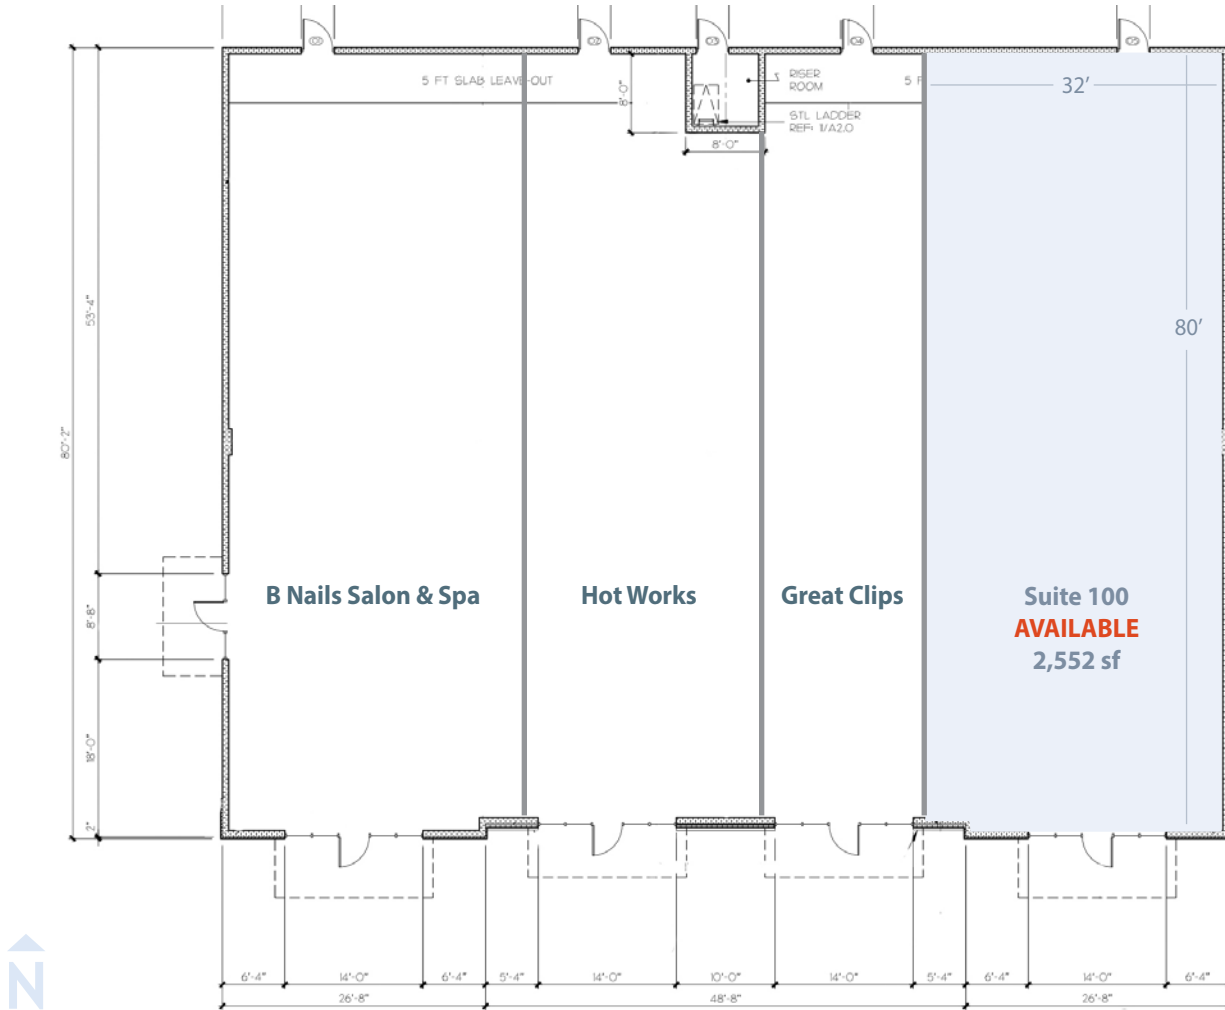 5 FT SLAB LEAVE-OUT
8'-0"
RISER
ROOM
STL LADDER
REF: 1/A2.0
8'-0"
5 F
32'
80'
53'-4"
80'-2"
8'-8"
18'-0"
2"
B Nails Salon & Spa
Hot Works
Great Clips
Suite 100
AVAILABLE
2,552 sf
N
6'-4"
14'-0"
6'-4"
5'-4"
14'-0"
10'-0"
14'-0"
5'-4"
6'-4"
14'-0"
6'-4"
26'-8"
48'-8"
26'-8"